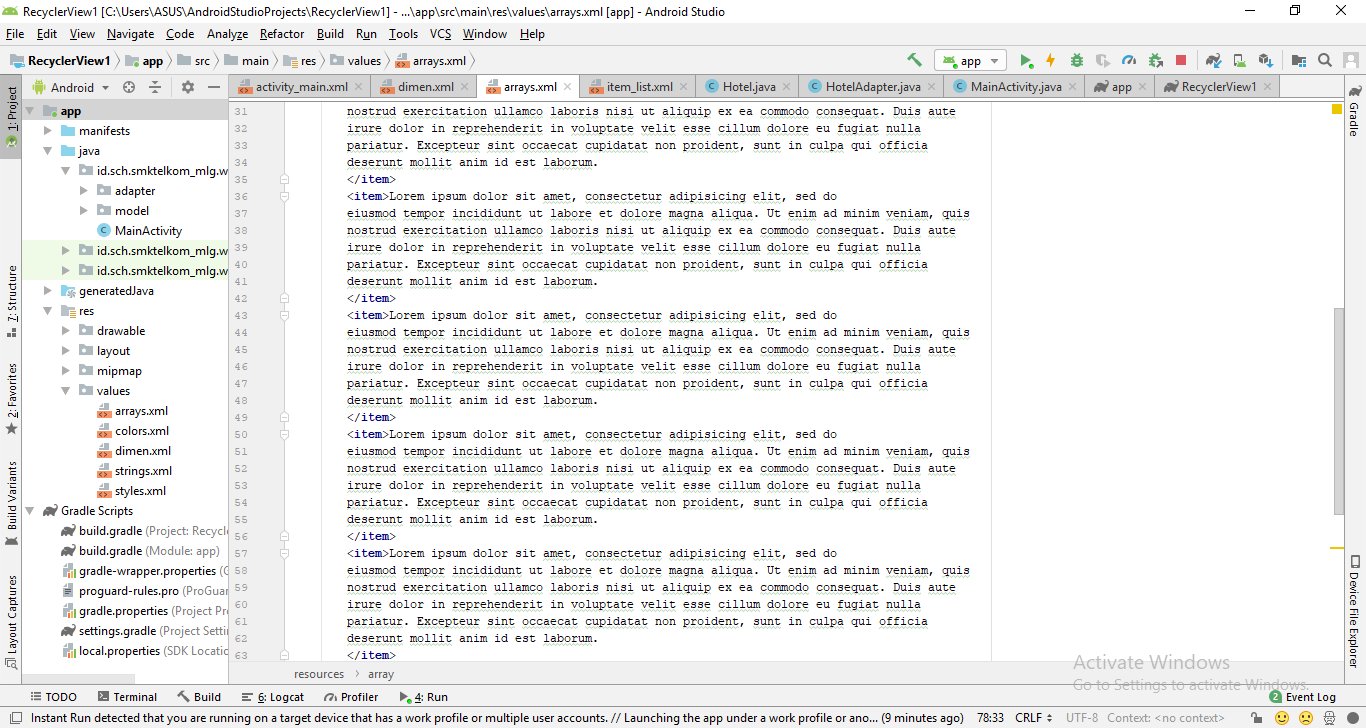 RecyclerView1 [C:\Users\ASUS\AndroidStudioProjects\RecyclerView1] - ...\app\src\main\res\values\arrays.xml [app] - Android Studio
File Edit View Navigate Code Analyze Refactor Build Run Tools VCS Window Help
RecyclerView1 app src main res values arrays.xml app
1: Project
Android
activity_main.xml dimen.xml arrays.xml item_list.xml Hotel.java HotelAdapter.java MainActivity.java app RecyclerView1
app
manifests
java
id.sch.smktelkom_mlg.w
adapter
model
MainActivity
id.sch.smktelkom_mlg.w
id.sch.smktelkom_mlg.w
generatedJava
res
drawable
layout
mipmap
values
arrays.xml
colors.xml
dimen.xml
strings.xml
styles.xml
Gradle Scripts
build.gradle (Project: Recycl
build.gradle (Module: app)
gradle-wrapper.properties (G
proguard-rules.pro (ProGuar
gradle.properties (Project Pr
settings.gradle (Project Setti
local.properties (SDK Locatic
7: Structure
2: Favorites
Build Variants
Layout Captures
31 nostrud exercitation ullamco laboris nisi ut aliquip ex ea commodo consequat. Duis aute
32 irure dolor in reprehenderit in voluptate velit esse cillum dolore eu fugiat nulla
33 pariatur. Excepteur sint occaecat cupidatat non proident, sunt in culpa qui officia
34 deserunt mollit anim id est laborum.
35 </item>
36 <item>Lorem ipsum dolor sit amet, consectetur adipisicing elit, sed do
37 eiusmod tempor incididunt ut labore et dolore magna aliqua. Ut enim ad minim veniam, quis
38 nostrud exercitation ullamco laboris nisi ut aliquip ex ea commodo consequat. Duis aute
39 irure dolor in reprehenderit in voluptate velit esse cillum dolore eu fugiat nulla
40 pariatur. Excepteur sint occaecat cupidatat non proident, sunt in culpa qui officia
41 deserunt mollit anim id est laborum.
42 </item>
43 <item>Lorem ipsum dolor sit amet, consectetur adipisicing elit, sed do
44 eiusmod tempor incididunt ut labore et dolore magna aliqua. Ut enim ad minim veniam, quis
45 nostrud exercitation ullamco laboris nisi ut aliquip ex ea commodo consequat. Duis aute
46 irure dolor in reprehenderit in voluptate velit esse cillum dolore eu fugiat nulla
47 pariatur. Excepteur sint occaecat cupidatat non proident, sunt in culpa qui officia
48 deserunt mollit anim id est laborum.
49 </item>
50 <item>Lorem ipsum dolor sit amet, consectetur adipisicing elit, sed do
51 eiusmod tempor incididunt ut labore et dolore magna aliqua. Ut enim ad minim veniam, quis
52 nostrud exercitation ullamco laboris nisi ut aliquip ex ea commodo consequat. Duis aute
53 irure dolor in reprehenderit in voluptate velit esse cillum dolore eu fugiat nulla
54 pariatur. Excepteur sint occaecat cupidatat non proident, sunt in culpa qui officia
55 deserunt mollit anim id est laborum.
56 </item>
57 <item>Lorem ipsum dolor sit amet, consectetur adipisicing elit, sed do
58 eiusmod tempor incididunt ut labore et dolore magna aliqua. Ut enim ad minim veniam, quis
59 nostrud exercitation ullamco laboris nisi ut aliquip ex ea commodo consequat. Duis aute
60 irure dolor in reprehenderit in voluptate velit esse cillum dolore eu fugiat nulla
61 pariatur. Excepteur sint occaecat cupidatat non proident, sunt in culpa qui officia
62 deserunt mollit anim id est laborum.
63 </item>
Gradle
Device File Explorer
resources array
Activate Windows
Go to Settings to activate Windows.
TODO Terminal Build 6: Logcat Profiler 4: Run 2 Event Log
Instant Run detected that you are running on a target device that has a work profile or multiple user accounts. // Launching the app under a work profile or ano... (9 minutes ago) 78:33 CRLF UTF-8 Context: <no context>